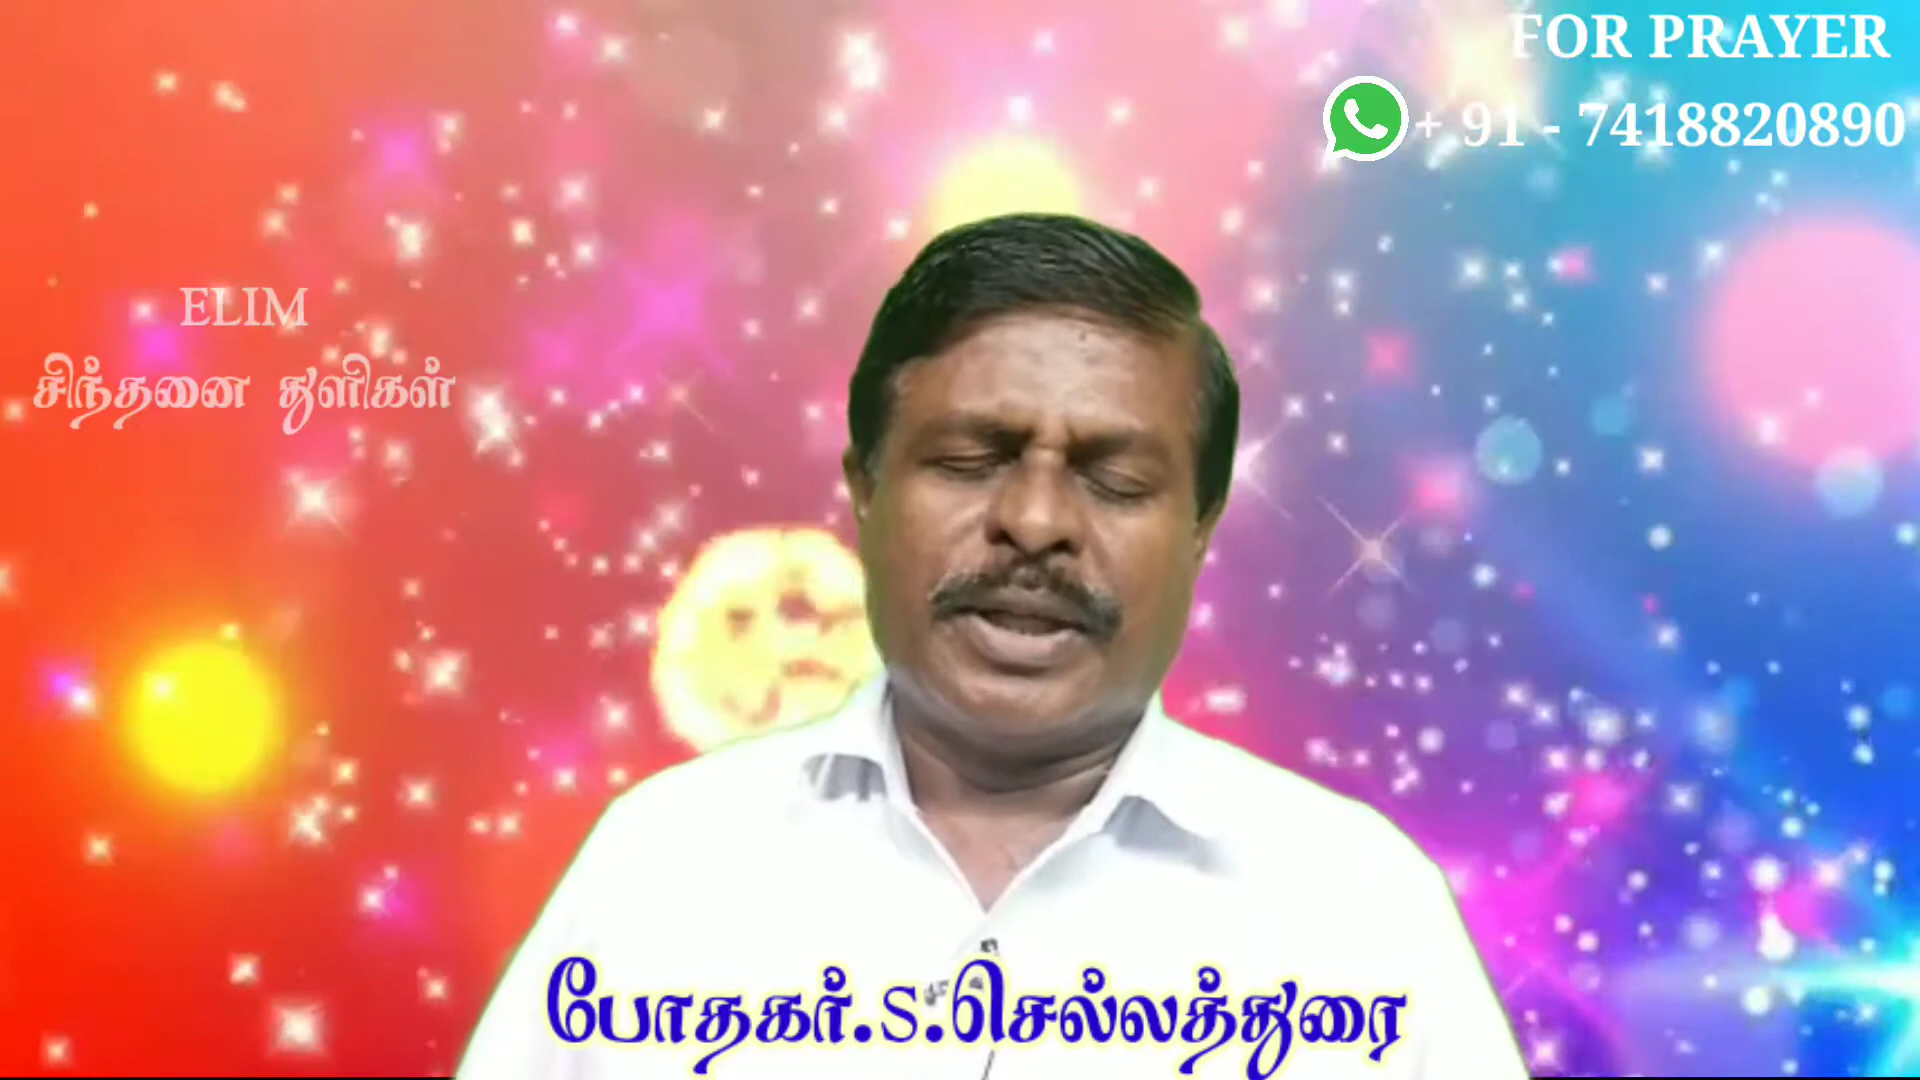 FOR PRAYER
+ 91 - 7418820890
ELIM
சிந்தனை துளிகள்
போதகர்.S.செல்லத்துரை